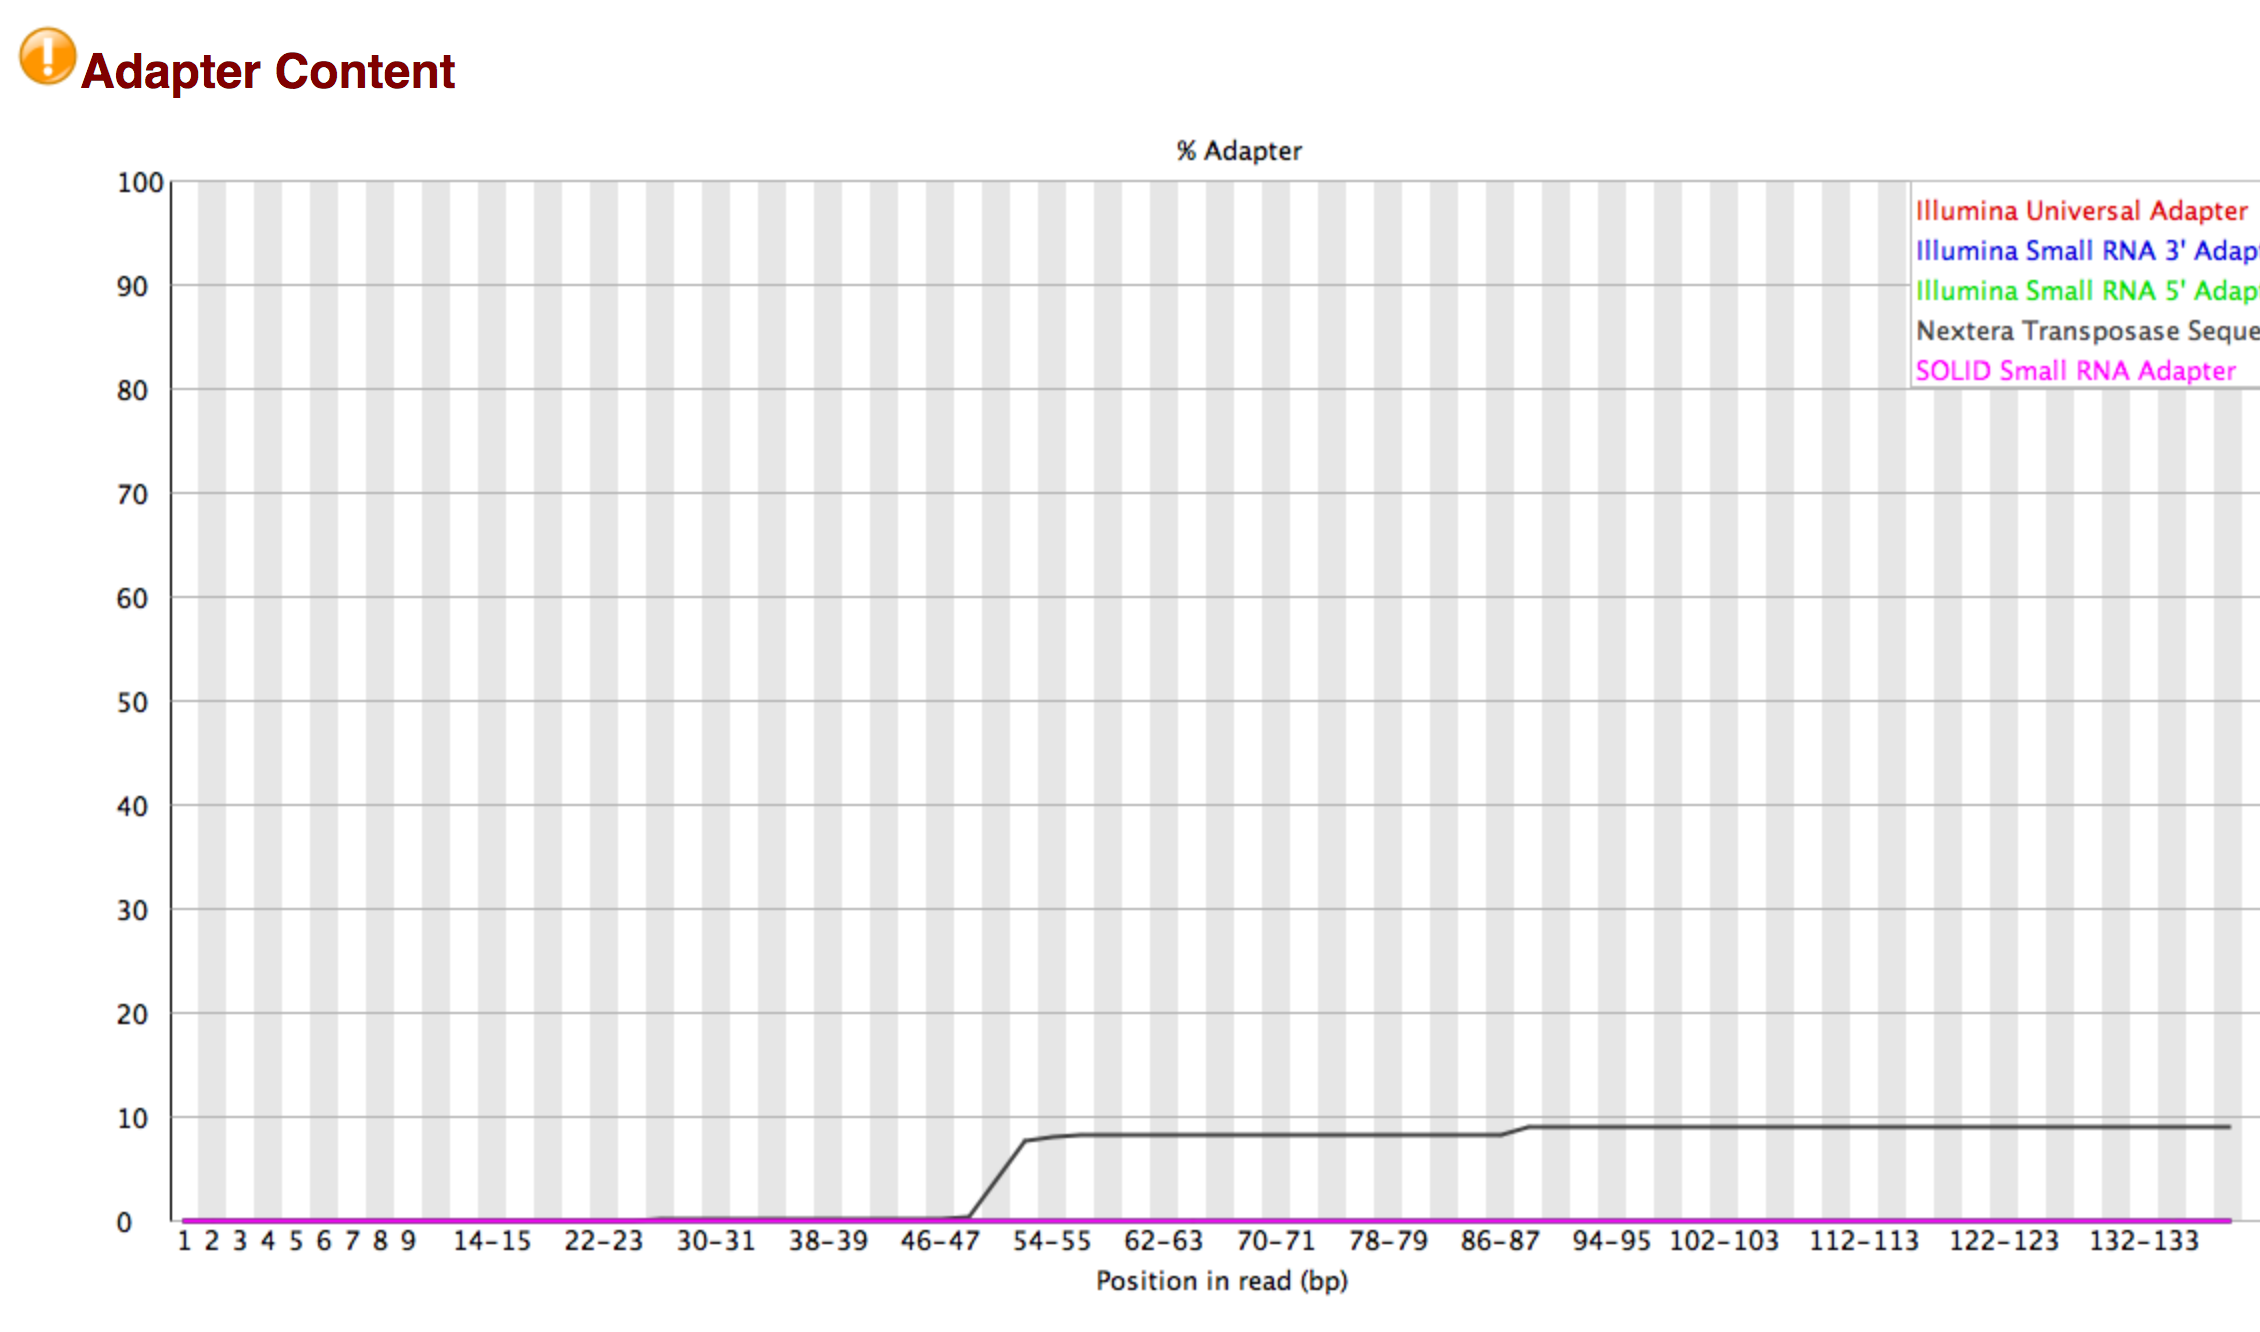 Adapter Content
% Adapter
100
90
80
70
60
50
40
30
20
10
0
Illumina Universal Adapter
Illumina Small RNA 3' Adap
Illumina Small RNA 5' Adap
Nextera Transposase Seque
SOLID Small RNA Adapter
1 2 3 4 5 6 7 8 9 14-15 22-23 30-31 38-39 46-47 54-55 62-63 70-71 78-79 86-87 94-95 102-103 112-113 122-123 132-133
Position in read (bp)